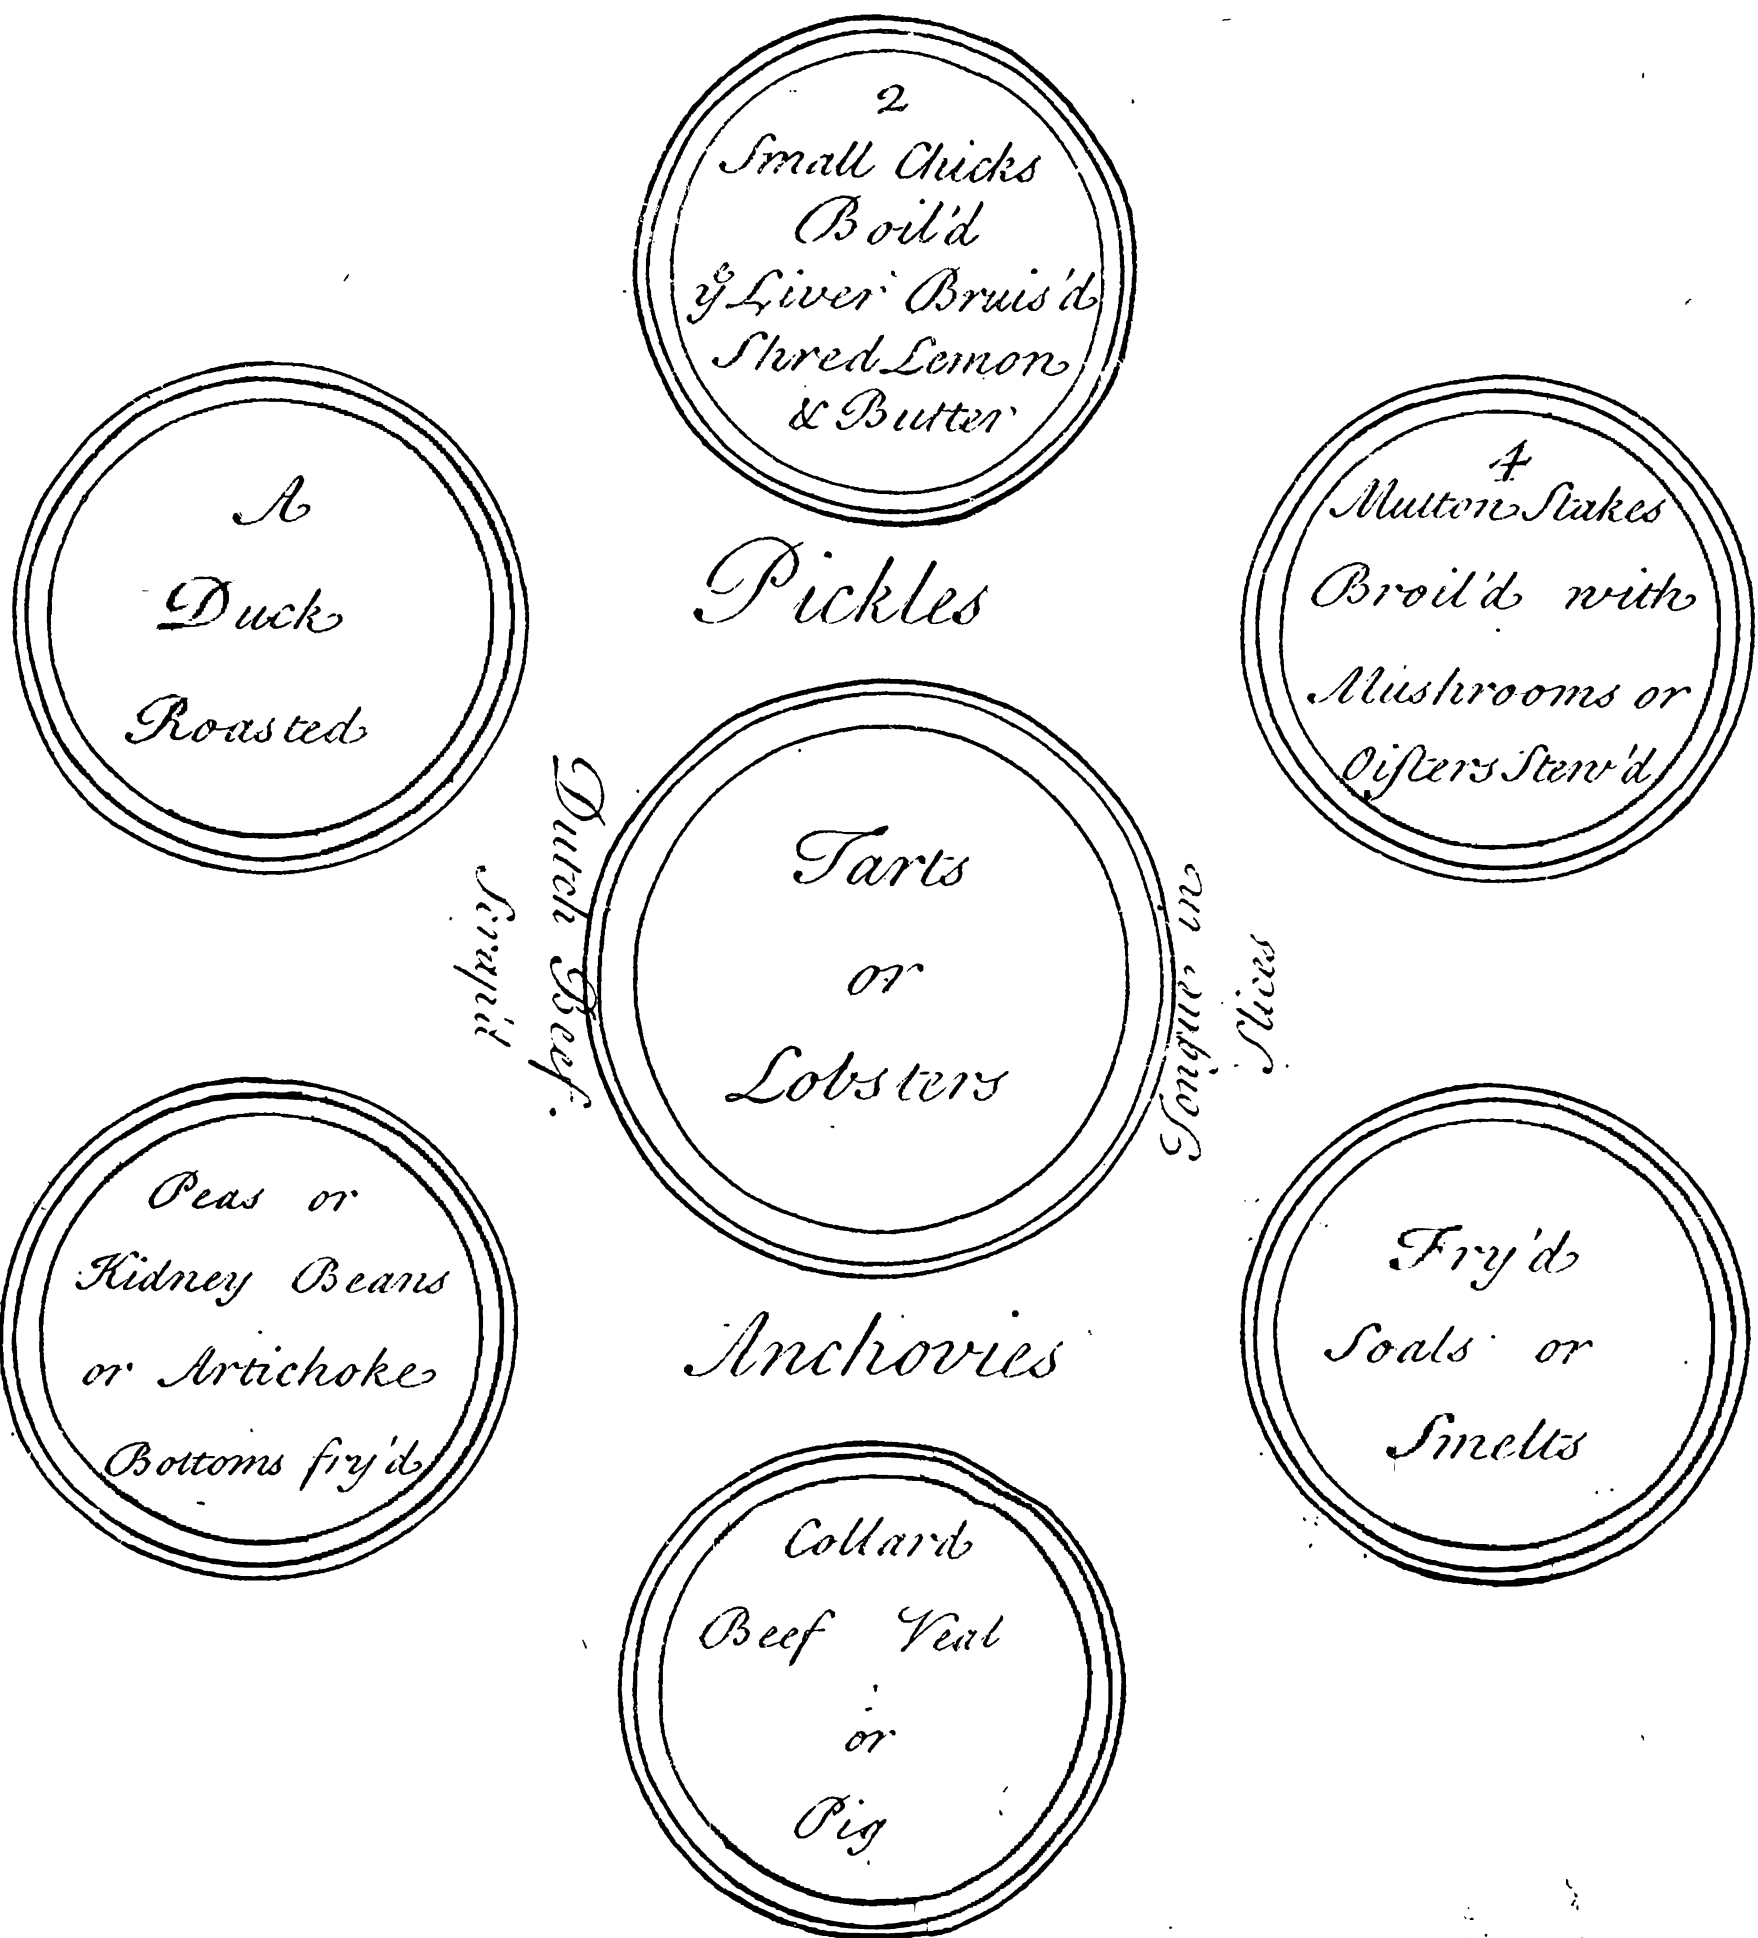 2
Small Chicks
Boil'd
yͤ Liver Bruis'd
Shred Lemon
& Butter
A
Duck
Roasted
Pickles
4
Mutton Stakes
Broil'd with
Mushrooms or
Oiſters Stew'd
Dutch Beef.
Scrap'd
Tarts
or
Lobsters
Tongue in
Slices
Peas or
Kidney Beans
or Artichoke
Bottoms fry'd
Anchovies
Fry'd
Soals or
Smelts
Collard
Beef Veal
or
Pig